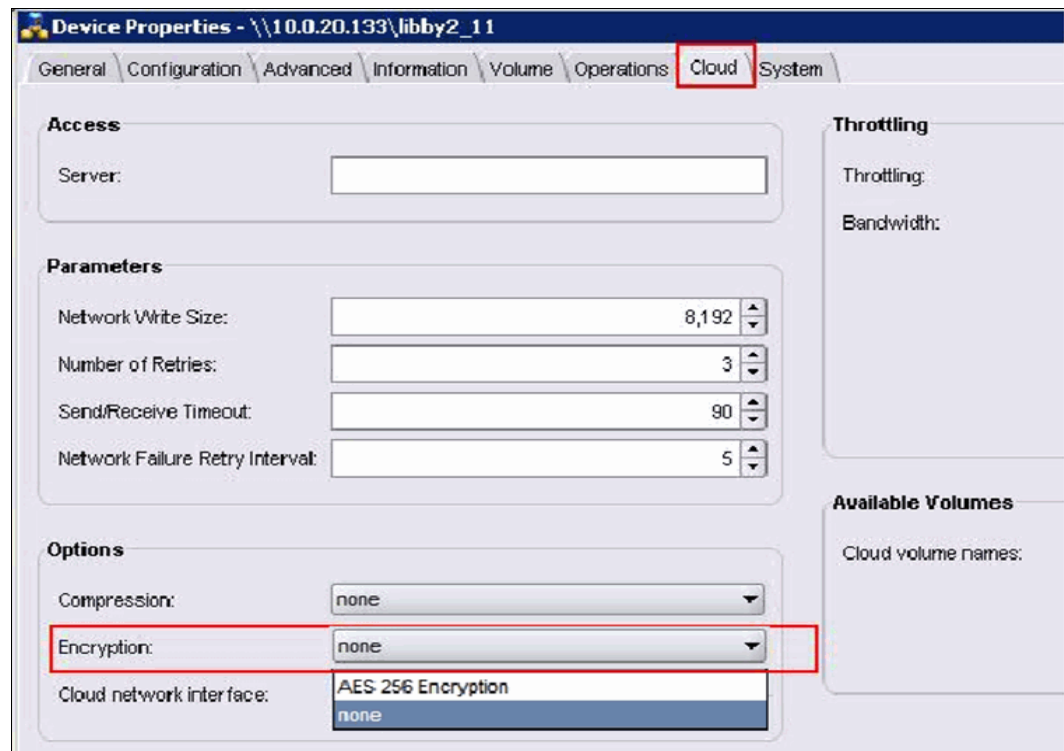 Device Properties - \\10.0.20.133\libby2_11
General Configuration Advanced Information Volume Operations Cloud System
Access
Server:
Parameters
Network Write Size: 8,192
Number of Retries: 3
Send/Receive Timeout: 90
Network Failure Retry Interval: 5
Options
Compression: none
Encryption: none
AES 256 Encryption
none
Cloud network interface:
Throttling
Throttling:
Bandwidth:
Available Volumes
Cloud volume names: